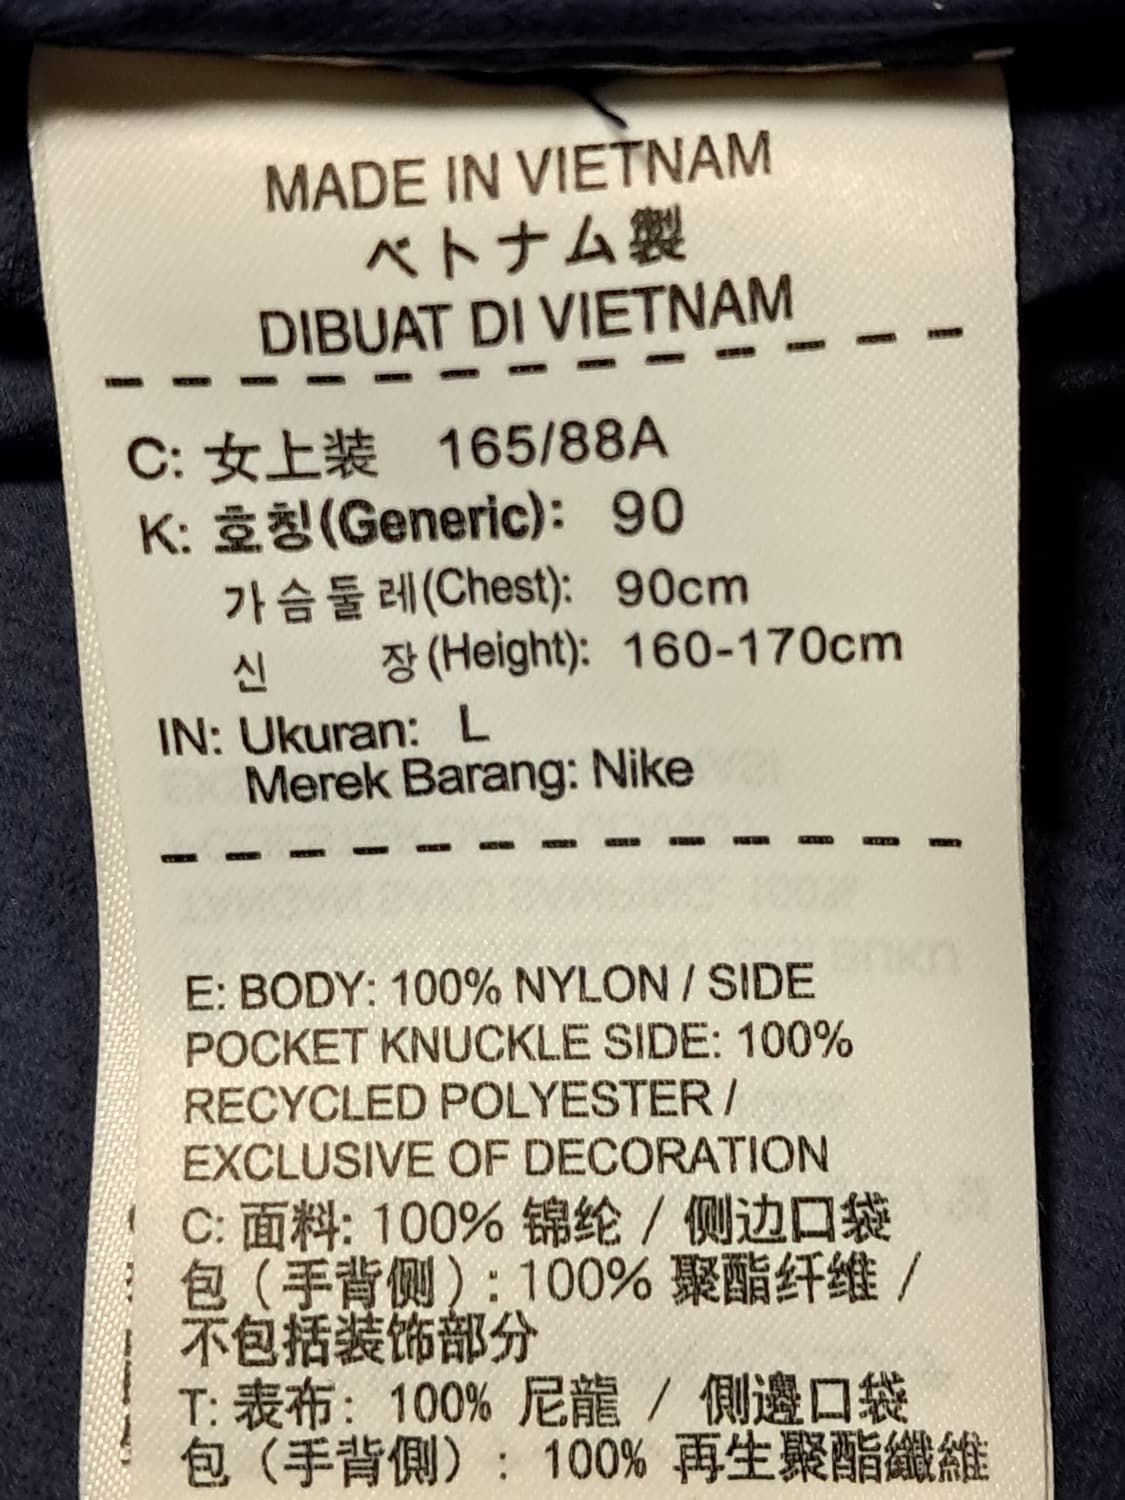 MADE IN VIETNAM
ベトナム製
DIBUAT DI VIETNAM
C: 女上装 165/88A
K: 호칭(Generic): 90
가슴둘레(Chest): 90cm
신 장(Height): 160-170cm
IN: Ukuran: L
Merek Barang: Nike
E: BODY: 100% NYLON / SIDE
POCKET KNUCKLE SIDE: 100%
RECYCLED POLYESTER /
EXCLUSIVE OF DECORATION
C: 面料: 100% 锦纶 / 侧边口袋
包（手背侧）: 100% 聚酯纤维 /
不包括装饰部分
T: 表布: 100% 尼龍 / 側邊口袋
包（手背側）: 100% 再生聚酯纖維